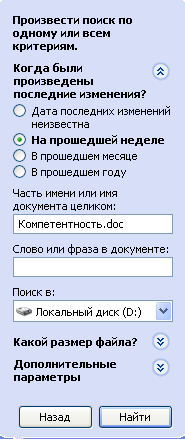 Произвести поиск по
одному или всем
критериям.
Когда были
произведены
последние изменения?
Дата последних изменений
неизвестна
На прошедшей неделе
В прошедшем месяце
В прошедшем году
Часть имени или имя
документа целиком:
Компетентность.doc
Слово или фраза в документе:
Поиск в:
Локальный диск (D:)
Какой размер файла?
Дополнительные
параметры
Назад
Найти